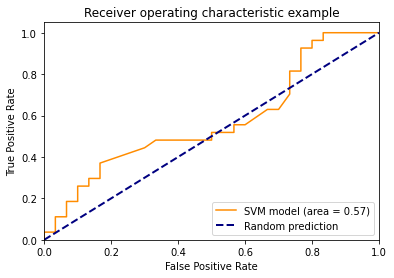 Receiver operating characteristic example
True Positive Rate
1.0
0.8
0.6
0.4
0.2
0.0
SVM model (area = 0.57)
Random prediction
0.0 0.2 0.4 0.6 0.8 1.0
False Positive Rate